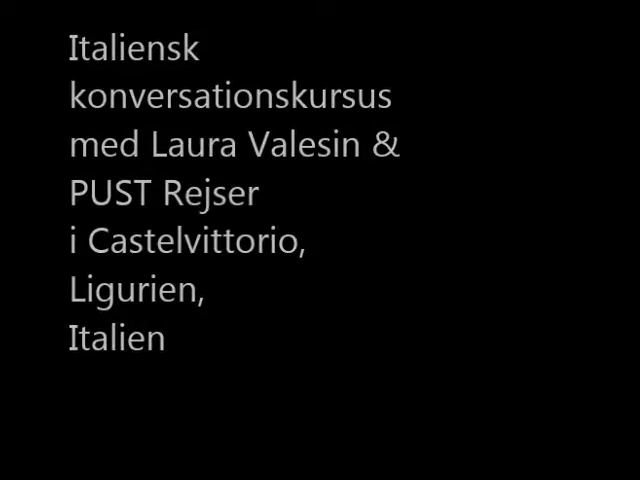 Italiensk
konversationskursus
med Laura Valesin &
PUST Rejser
i Castelvittorio,
Ligurien,
Italien